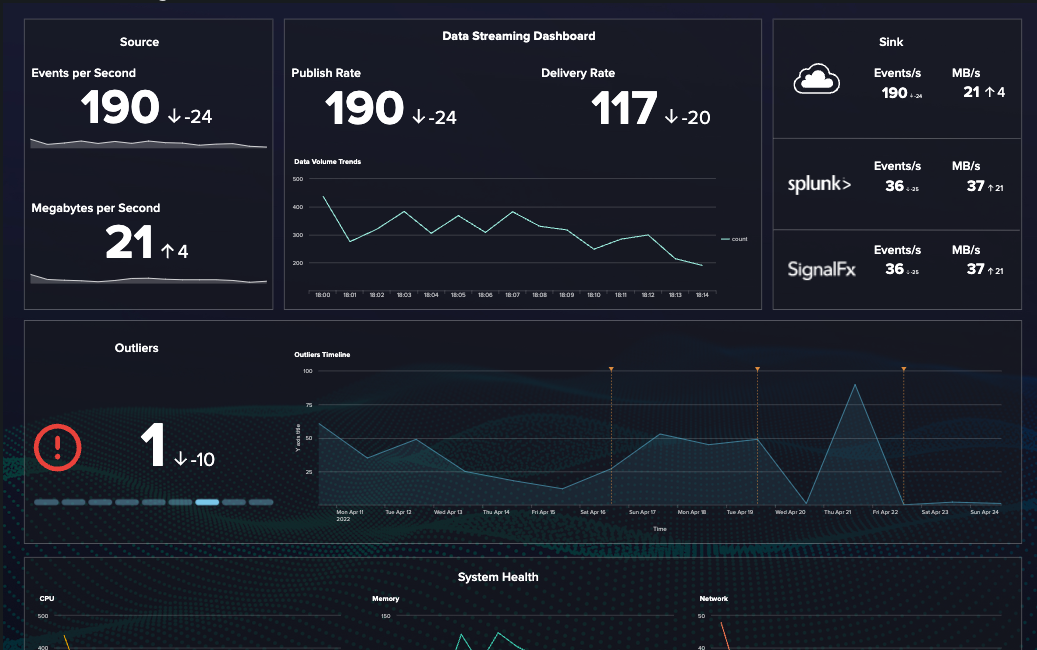 Source
Events per Second
190 ↓-24
Megabytes per Second
21 ↑4
Data Streaming Dashboard
Publish Rate
190 ↓-24
Delivery Rate
117 ↓-20
Data Volume Trends
500
400
300
200
18:00 18:01 18:02 18:03 18:04 18:05 18:06 18:07 18:08 18:09 18:10 18:11 18:12 18:13 18:14
count
Sink
Events/s MB/s
190 ↓-24 21 ↑4
splunk>
Events/s MB/s
36 ↓-25 37 ↑21
SignalFx
Events/s MB/s
36 ↓-25 37 ↑21
Outliers
!
1 ↓-10
Outliers Timeline
100
75
50
25
Y axis title
Mon Apr 11 Tue Apr 12 Wed Apr 13 Thu Apr 14 Fri Apr 15 Sat Apr 16 Sun Apr 17 Mon Apr 18 Tue Apr 19 Wed Apr 20 Thu Apr 21 Fri Apr 22 Sat Apr 23 Sun Apr 24
2022
Time
System Health
CPU
500
400
Memory
150
Network
50
40